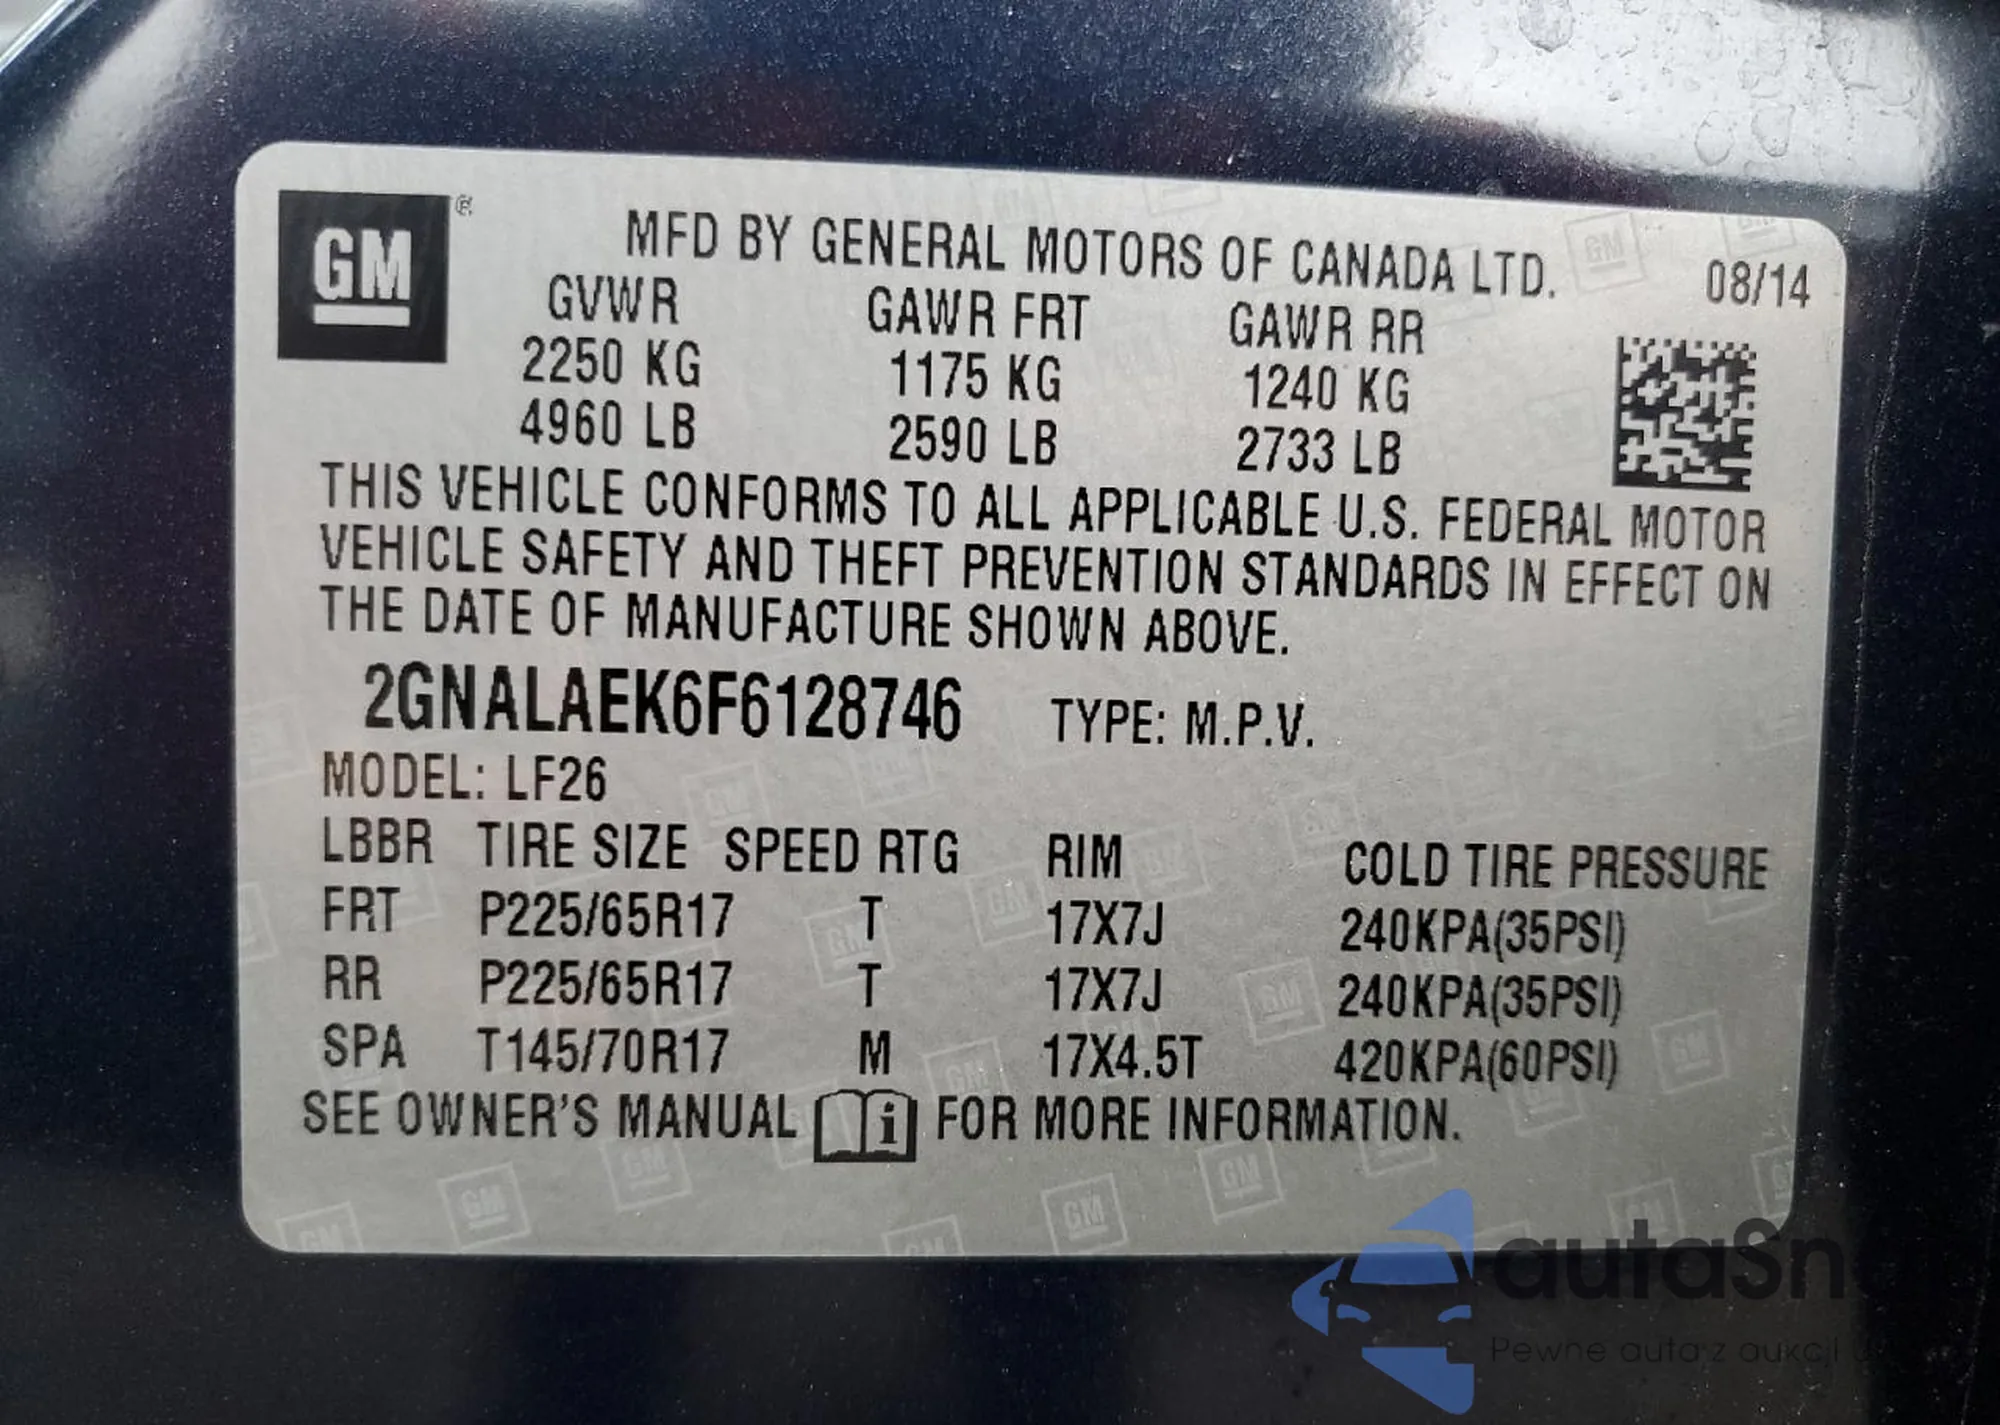 GM ®
MFD BY GENERAL MOTORS OF CANADA LTD.
08/14
GVWR GAWR FRT GAWR RR
2250 KG 1175 KG 1240 KG
4960 LB 2590 LB 2733 LB
THIS VEHICLE CONFORMS TO ALL APPLICABLE U.S. FEDERAL MOTOR
VEHICLE SAFETY AND THEFT PREVENTION STANDARDS IN EFFECT ON
THE DATE OF MANUFACTURE SHOWN ABOVE.
2GNALAEK6F6128746 TYPE: M.P.V.
MODEL: LF26
LBBR TIRE SIZE SPEED RTG RIM COLD TIRE PRESSURE
FRT P225/65R17 T 17X7J 240KPA(35PSI)
RR P225/65R17 T 17X7J 240KPA(35PSI)
SPA T145/70R17 M 17X4.5T 420KPA(60PSI)
SEE OWNER'S MANUAL i FOR MORE INFORMATION.
autaSn
Pewne auta z aukcji